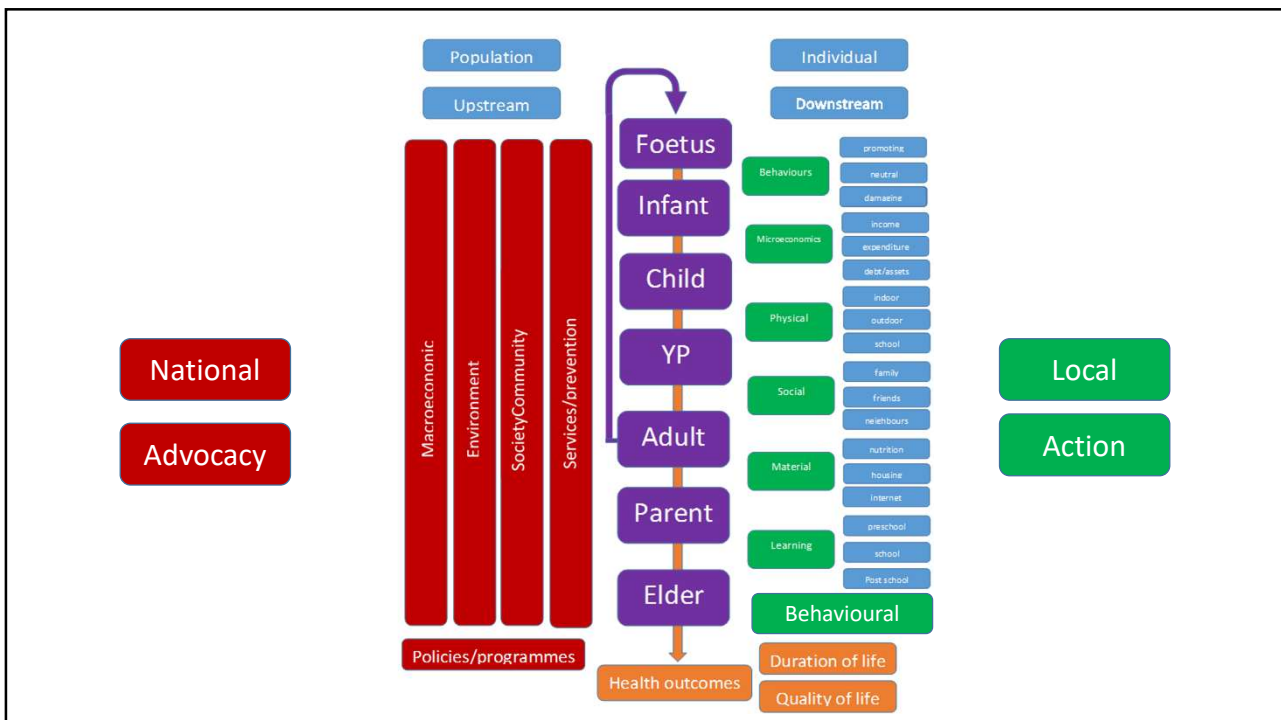 Population
Upstream
Individual
Downstream
National
Advocacy
Macroeconomic
Environment
SocietyCommunity
Services/prevention
Policies/programmes
Foetus
Infant
Child
YP
Adult
Parent
Elder
Health outcomes
Behaviours
promoting
neutral
damaging
Microeconomics
income
expenditure
debt/assets
Physical
indoor
outdoor
school
Social
family
friends
neighbours
Material
nutrition
housing
Internet
Learning
preschool
school
Post school
Behavioural
Duration of life
Quality of life
Local
Action